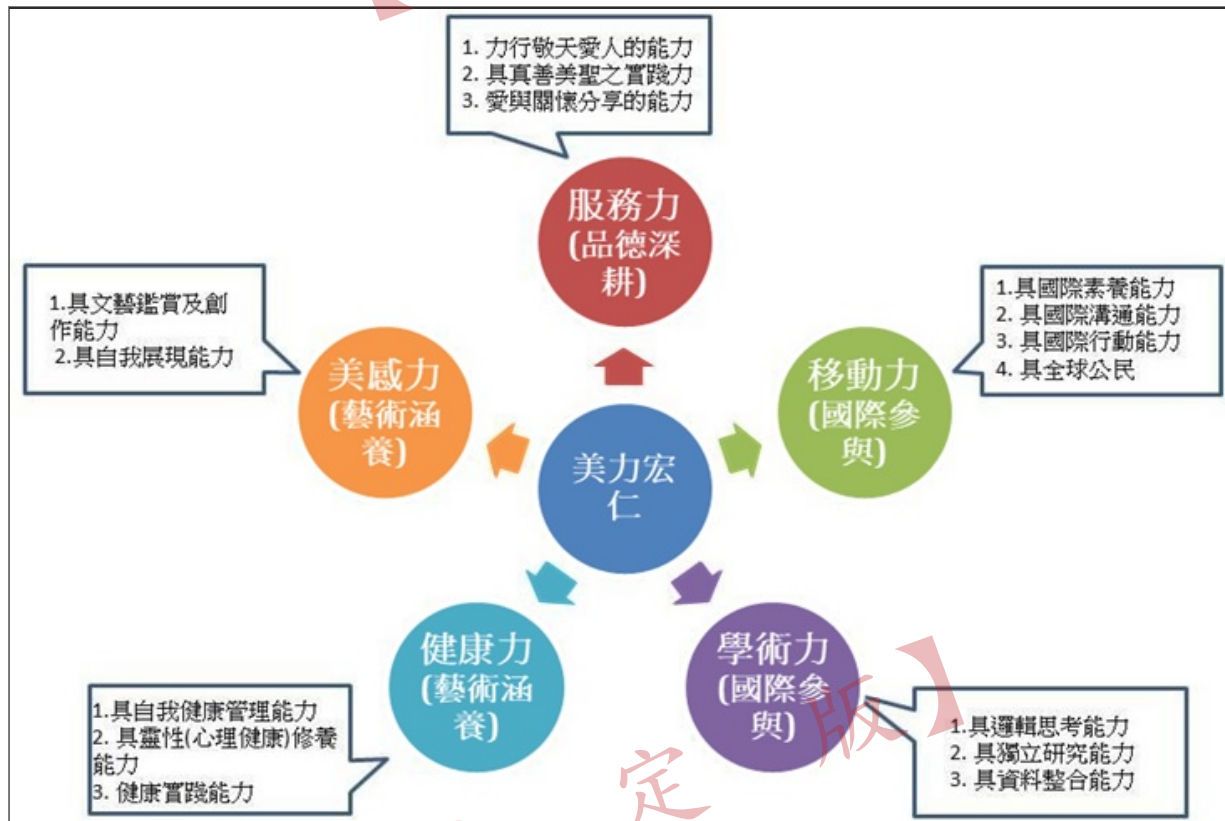 1. 力行敬天愛人的能力
2. 具真善美聖之實踐力
3. 愛與關懷分享的能力
服務力
(品德深
耕)
1.具文藝鑑賞及創
作能力
2.具自我展現能力
美感力
(藝術涵
養)
移動力
(國際參
與)
1.具國際素養能力
2. 具國際溝通能力
3. 具國際行動能力
4. 具全球公民
美力宏
仁
健康力
(藝術涵
養)
1.具自我健康管理能力
2. 具靈性(心理健康)修養
能力
3. 健康實踐能力
學術力
(國際參
與)
1.具邏輯思考能力
2. 具獨立研究能力
3. 具資料整合能力
定
版】